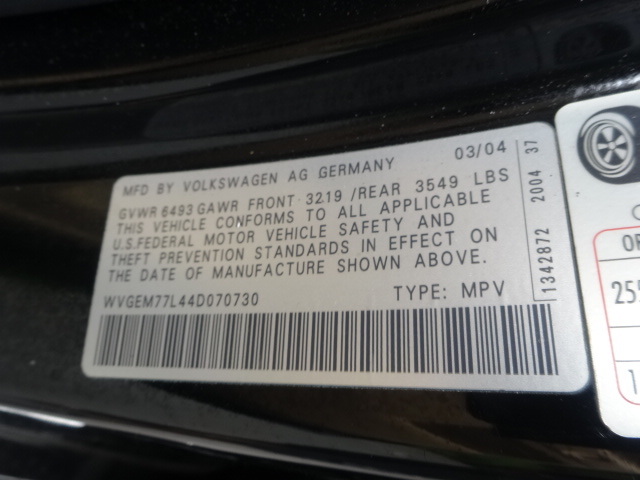 MFD BY VOLKSWAGEN AG GERMANY 03/04
GVWR 6493 GAWR FRONT 3219 /REAR 3549 LBS
THIS VEHICLE CONFORMS TO ALL APPLICABLE
U.S.FEDERAL MOTOR VEHICLE SAFETY AND
THEFT PREVENTION STANDARDS IN EFFECT ON
THE DATE OF MANUFACTURE SHOWN ABOVE.
WVGEM77L44D070730 TYPE: MPV
1342872 2004 37